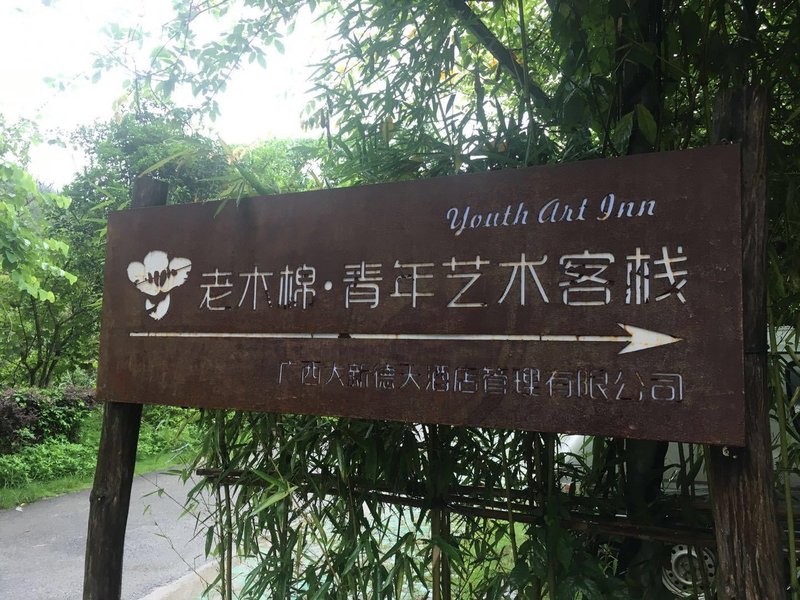 Youth Art Inn
老木棉·青年艺术客栈
广西大新德天酒店管理有限公司